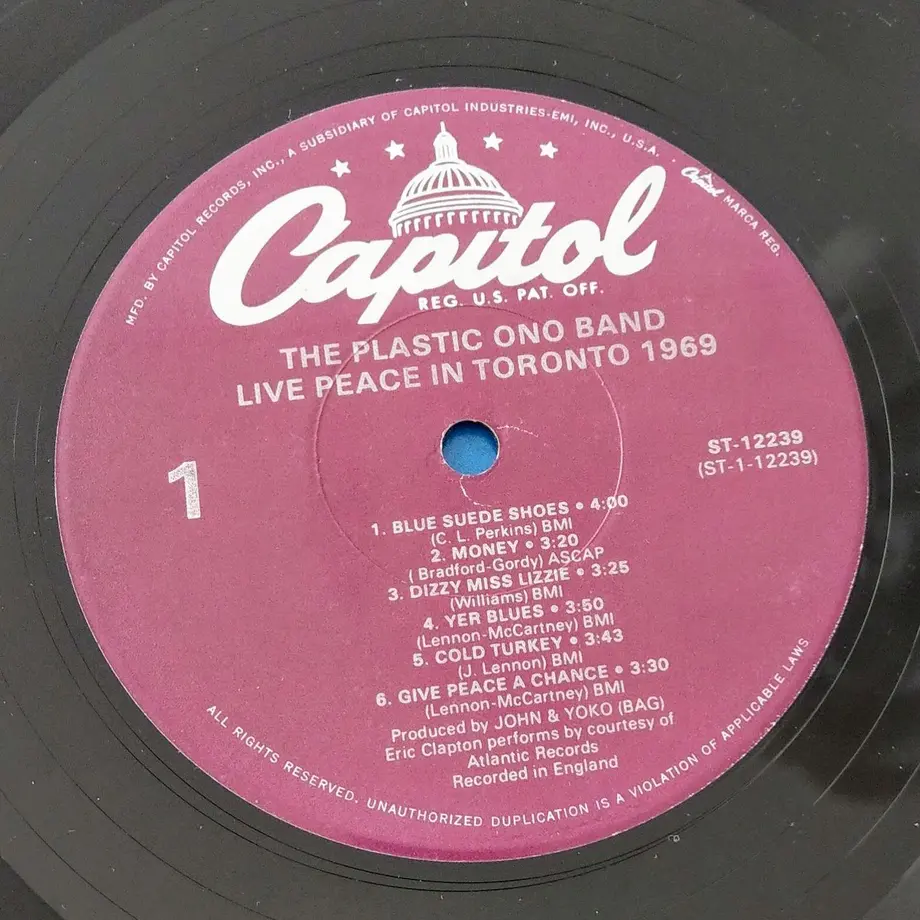 MFD. BY CAPITOL RECORDS, INC., A SUBSIDIARY OF CAPITOL INDUSTRIES-EMI, INC., U.S.A. • Capitol MARCA REG.
Capitol
REG. U.S. PAT. OFF.
THE PLASTIC ONO BAND
LIVE PEACE IN TORONTO 1969
1
ST-12239
(ST-1-12239)
1. BLUE SUEDE SHOES • 4:00
(C. L. Perkins) BMI
2. MONEY • 3:20
( Bradford-Gordy) ASCAP
3. DIZZY MISS LIZZIE • 3:25
(Williams) BMI
4. YER BLUES • 3:50
(Lennon-McCartney) BMI
5. COLD TURKEY • 3:43
(J. Lennon) BMI
6. GIVE PEACE A CHANCE • 3:30
(Lennon-McCartney) BMI
Produced by JOHN & YOKO (BAG)
Eric Clapton performs by courtesy of
Atlantic Records
Recorded in England
ALL RIGHTS RESERVED. UNAUTHORIZED DUPLICATION IS A VIOLATION OF APPLICABLE LAWS